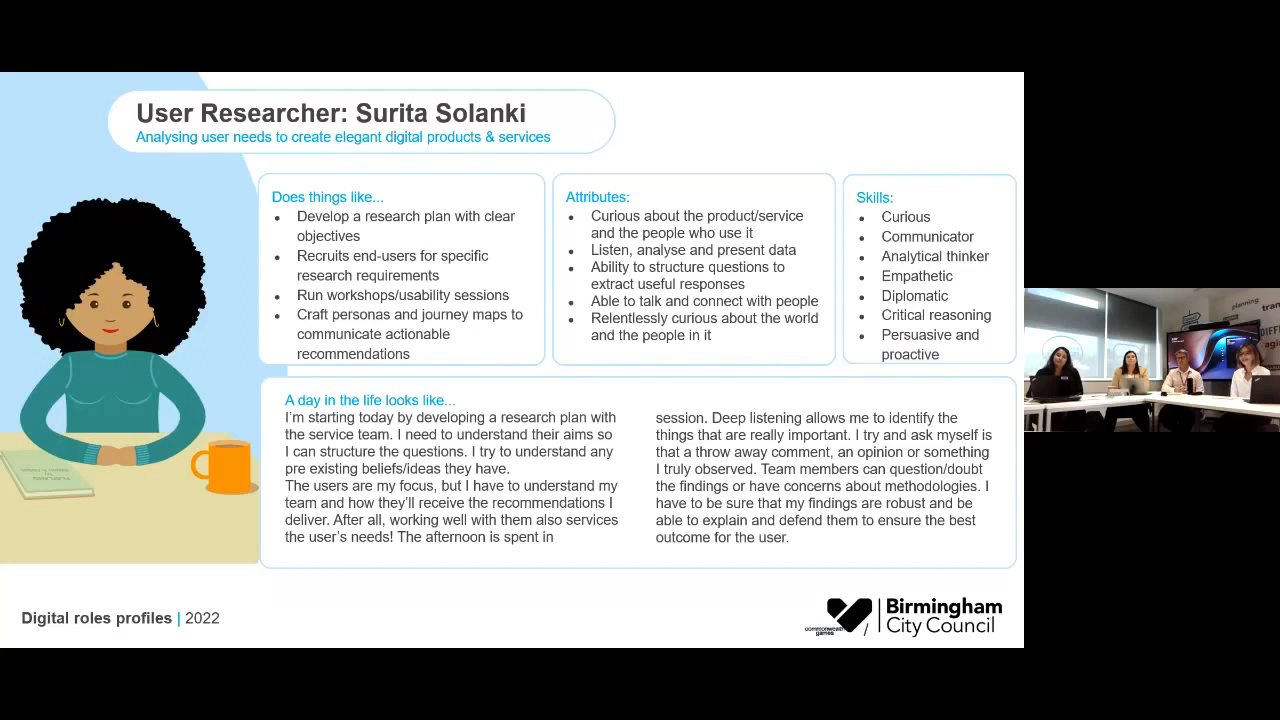 User Researcher: Surita Solanki
Analysing user needs to create elegant digital products & services
Does things like...
• Develop a research plan with clear
objectives
• Recruits end-users for specific
research requirements
• Run workshops/usability sessions
• Craft personas and journey maps to
communicate actionable
recommendations
Attributes:
• Curious about the product/service
and the people who use it
• Listen, analyse and present data
• Ability to structure questions to
extract useful responses
• Able to talk and connect with people
• Relentlessly curious about the world
and the people in it
Skills:
• Curious
• Communicator
• Analytical thinker
• Empathetic
• Diplomatic
• Critical reasoning
• Persuasive and
proactive
A day in the life looks like...
I'm starting today by developing a research plan with
the service team. I need to understand their aims so
I can structure the questions. I try to understand any
pre existing beliefs/ideas they have.
The users are my focus, but I have to understand my
team and how they'll receive the recommendations I
deliver. After all, working well with them also services
the user's needs! The afternoon is spent in
session. Deep listening allows me to identify the
things that are really important. I try and ask myself is
that a throw away comment, an opinion or something
I truly observed. Team members can question/doubt
the findings or have concerns about methodologies. I
have to be sure that my findings are robust and be
able to explain and defend them to ensure the best
outcome for the user.
Digital roles profiles | 2022
commonwealth
games
Birmingham
City Council
planning